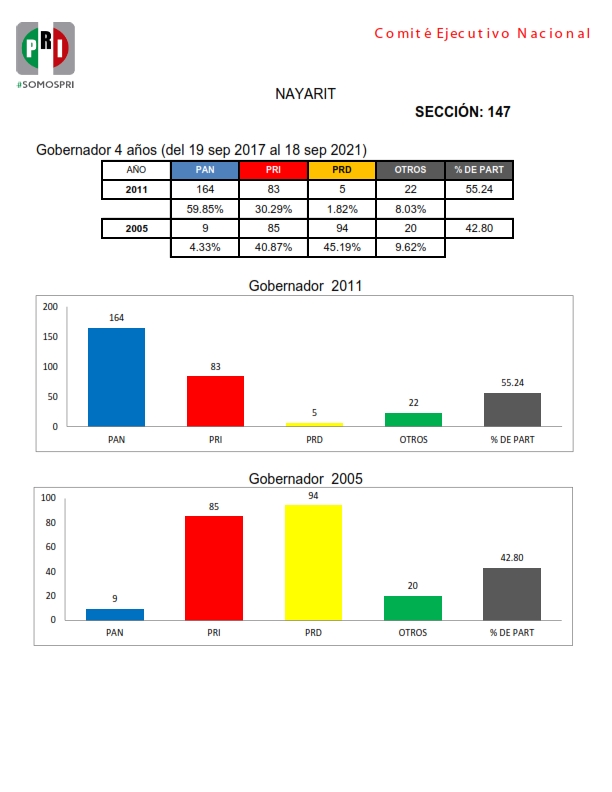 Comité Ejecutivo Nacional
PRI
#SOMOSPRI
NAYARIT
SECCIÓN: 147
Gobernador 4 años (del 19 sep 2017 al 18 sep 2021)
AÑO PAN PRI PRD OTROS % DE PART
2011 164 83 5 22 55.24
59.85% 30.29% 1.82% 8.03%
2005 9 85 94 20 42.80
4.33% 40.87% 45.19% 9.62%
Gobernador 2011
200
150
100
50
0
164 83 5 22 55.24
PAN PRI PRD OTROS % DE PART
Gobernador 2005
100
80
60
40
20
0
9 85 94 20 42.80
PAN PRI PRD OTROS % DE PART